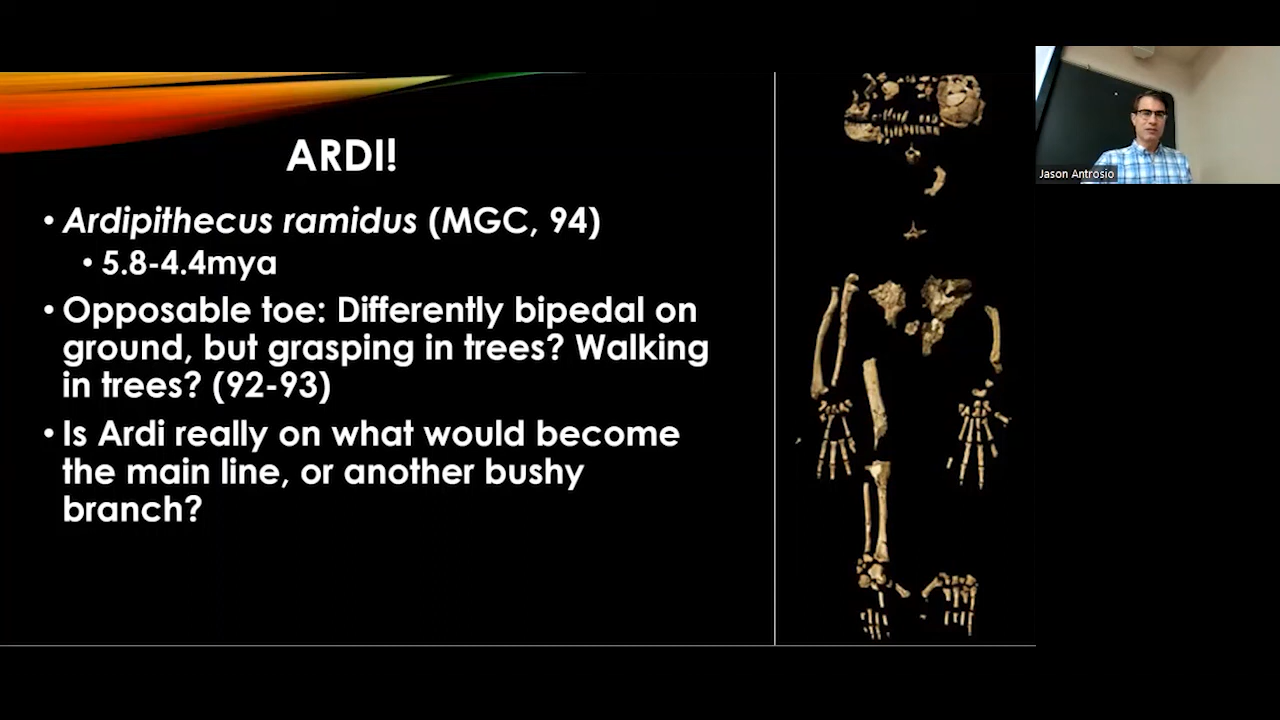 ARDI!
• Ardipithecus ramidus (MGC, 94)
• 5.8-4.4mya
• Opposable toe: Differently bipedal on
ground, but grasping in trees? Walking
in trees? (92-93)
• Is Ardi really on what would become
the main line, or another bushy
branch?
Jason Antrosio